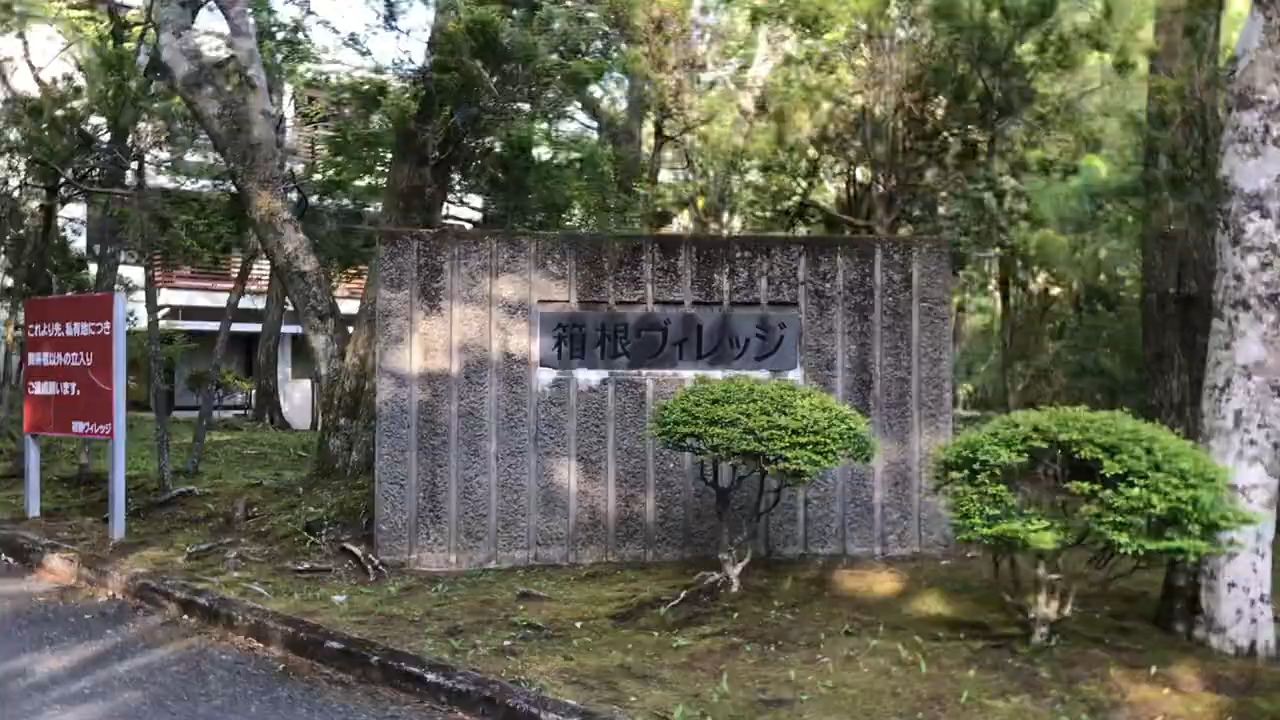 これより先、私有地につき
関係者以外の立入り
ご遠慮願います。
箱根ヴィレッジ
箱根ヴィレッジ